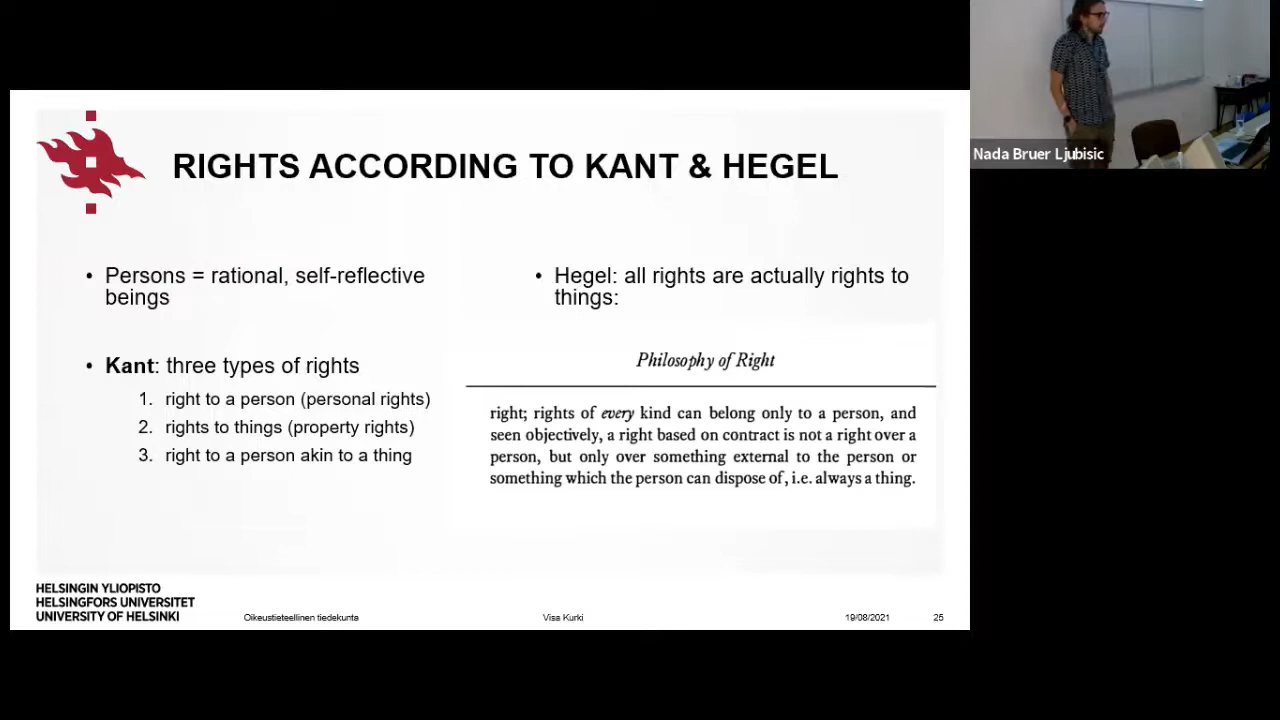 RIGHTS ACCORDING TO KANT & HEGEL
• Persons = rational, self-reflective
beings
• Kant: three types of rights
1. right to a person (personal rights)
2. rights to things (property rights)
3. right to a person akin to a thing
• Hegel: all rights are actually rights to
things:
Philosophy of Right
right; rights of every kind can belong only to a person, and
seen objectively, a right based on contract is not a right over a
person, but only over something external to the person or
something which the person can dispose of, i.e. always a thing.
HELSINGIN YLIOPISTO
HELSINGFORS UNIVERSITET
UNIVERSITY OF HELSINKI
Oikeustieteellinen tiedekunta
Visa Kurki
19/08/2021
25
Nada Bruer Ljubisic